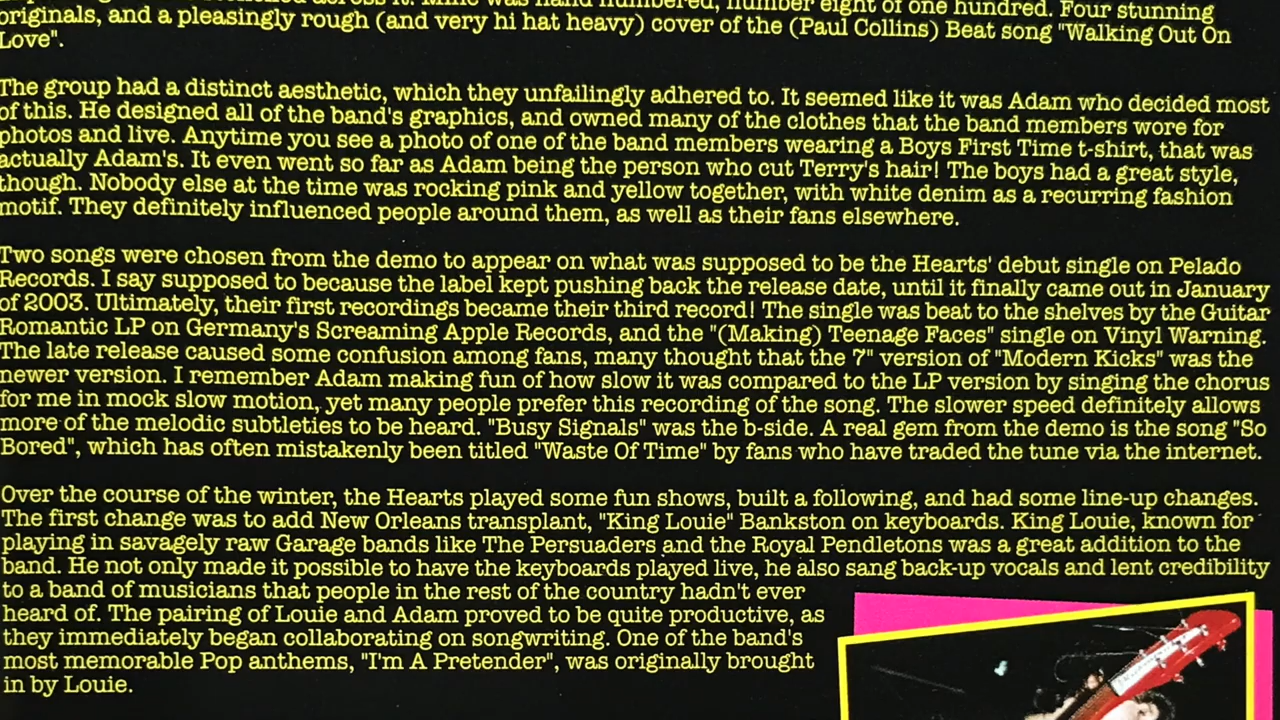 was hand numbered, number eight of one hundred. Four stunning
originals, and a pleasingly rough (and very hi hat heavy) cover of the (Paul Collins) Beat song "Walking Out On
Love".
The group had a distinct aesthetic, which they unfailingly adhered to. It seemed like it was Adam who decided most
of this. He designed all of the band's graphics, and owned many of the clothes that the band members wore for
photos and live. Anytime you see a photo of one of the band members wearing a Boys First Time t-shirt, that was
actually Adam's. It even went so far as Adam being the person who cut Terry's hair! The boys had a great style,
though. Nobody else at the time was rocking pink and yellow together, with white denim as a recurring fashion
motif. They definitely influenced people around them, as well as their fans elsewhere.
Two songs were chosen from the demo to appear on what was supposed to be the Hearts' debut single on Pelado
Records. I say supposed to because the label kept pushing back the release date, until it finally came out in January
of 2003. Ultimately, their first recordings became their third record! The single was beat to the shelves by the Guitar
Romantic LP on Germany's Screaming Apple Records, and the "(Making) Teenage Faces" single on Vinyl Warning.
The late release caused some confusion among fans, many thought that the 7" version of "Modern Kicks" was the
newer version. I remember Adam making fun of how slow it was compared to the LP version by singing the chorus
for me in mock slow motion, yet many people prefer this recording of the song. The slower speed definitely allows
more of the melodic subtleties to be heard. "Busy Signals" was the b-side. A real gem from the demo is the song "So
Bored", which has often mistakenly been titled "Waste Of Time" by fans who have traded the tune via the internet.
Over the course of the winter, the Hearts played some fun shows, built a following, and had some line-up changes.
The first change was to add New Orleans transplant, "King Louie" Bankston on keyboards. King Louie, known for
playing in savagely raw Garage bands like The Persuaders and the Royal Pendletons was a great addition to the
band. He not only made it possible to have the keyboards played live, he also sang back-up vocals and lent credibility
to a band of musicians that people in the rest of the country hadn't ever
heard of. The pairing of Louie and Adam proved to be quite productive, as
they immediately began collaborating on songwriting. One of the band's
most memorable Pop anthems, "I'm A Pretender", was originally brought
in by Louie.